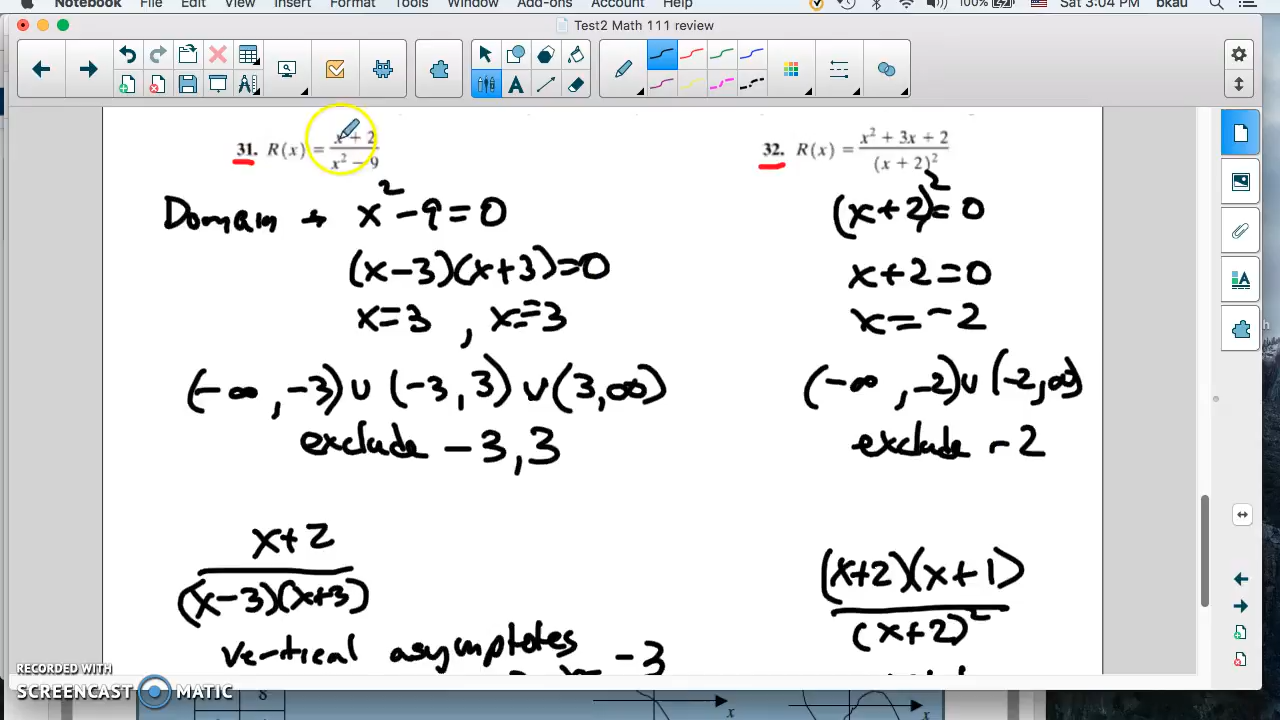 Notebook File Edit View Insert Format Tools Window Add-ons Account Help 100% Sat 3:04 PM bkau
Test2 Math 111 review
31. R(x) = (x + 2)/(x² − 9)
32. R(x) = (x² + 3x + 2)/(x + 2)²
Domain → x² − 9 = 0
(x+2)² = 0
(x−3)(x+3)=0
x+2=0
x=3 , x=-3
x=-2
(-∞, -3) ∪ (-3, 3) ∪ (3, ∞)
(-∞, -2) ∪ (-2, ∞)
exclude -3, 3
exclude -2
x+2
(x-3)(x+3)
(x+2)(x+1)
(x+2)²
vertical asymptotes
-3
RECORDED WITH
SCREENCAST MATIC
8
x
x